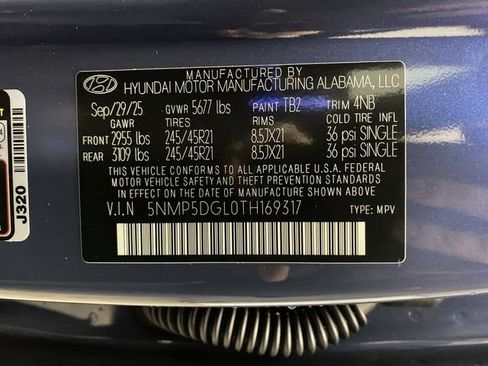 MANUFACTURED BY
HYUNDAI MOTOR MANUFACTURING ALABAMA, LLC
Sep/29/25 GVWR 5677 lbs PAINT TB2 TRIM 4NB
GAWR TIRES RIMS COLD TIRE INFL
FRONT 2955 lbs 245/45R21 8.5JX21 36 psi SINGLE
REAR 3109 lbs 245/45R21 8.5JX21 36 psi SINGLE
THIS VEHICLE CONFORMS TO ALL APPLICABLE U.S.A. FEDERAL
MOTOR VEHICLE SAFETY, BUMPER, AND THEFT PREVENTION STANDARDS
IN EFFECT ON THE DATE OF MANUFACTURE SHOWN ABOVE.
V.I.N 5NMP5DGL0TH169317 TYPE: MPV
J320